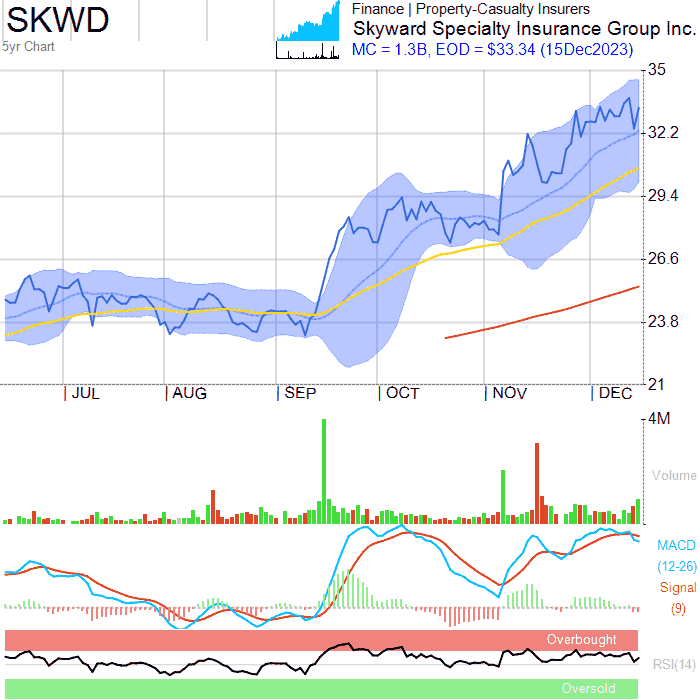 SKWD
5yr Chart
Finance | Property-Casualty Insurers
Skyward Specialty Insurance Group Inc.
MC = 1.3B, EOD = $33.34 (15Dec2023)
35
32.2
29.4
26.6
23.8
21
JUL AUG SEP OCT NOV DEC
4M
Volume
MACD
(12-26)
Signal
(9)
Overbought
RSI(14)
Oversold